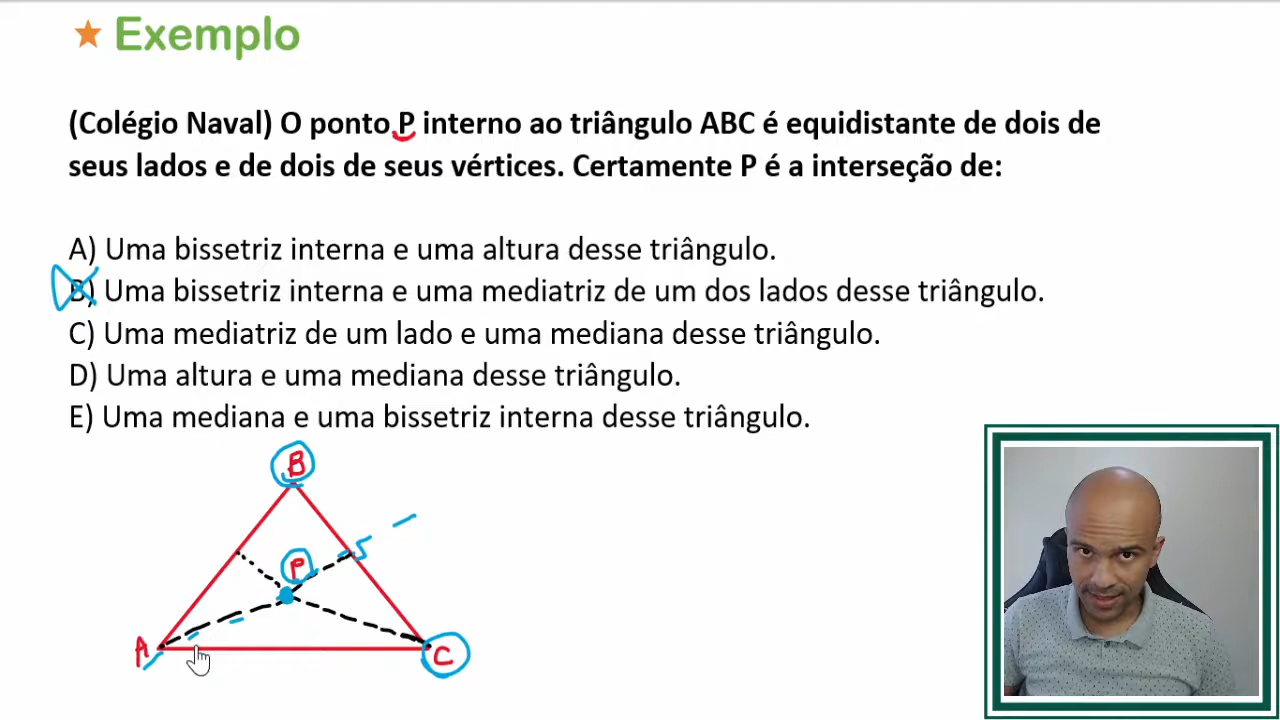 Exemplo
(Colégio Naval) O ponto P interno ao triângulo ABC é equidistante de dois de
seus lados e de dois de seus vértices. Certamente P é a interseção de:
A) Uma bissetriz interna e uma altura desse triângulo.
B) Uma bissetriz interna e uma mediatriz de um dos lados desse triângulo.
C) Uma mediatriz de um lado e uma mediana desse triângulo.
D) Uma altura e uma mediana desse triângulo.
E) Uma mediana e uma bissetriz interna desse triângulo.
B
P
A
C